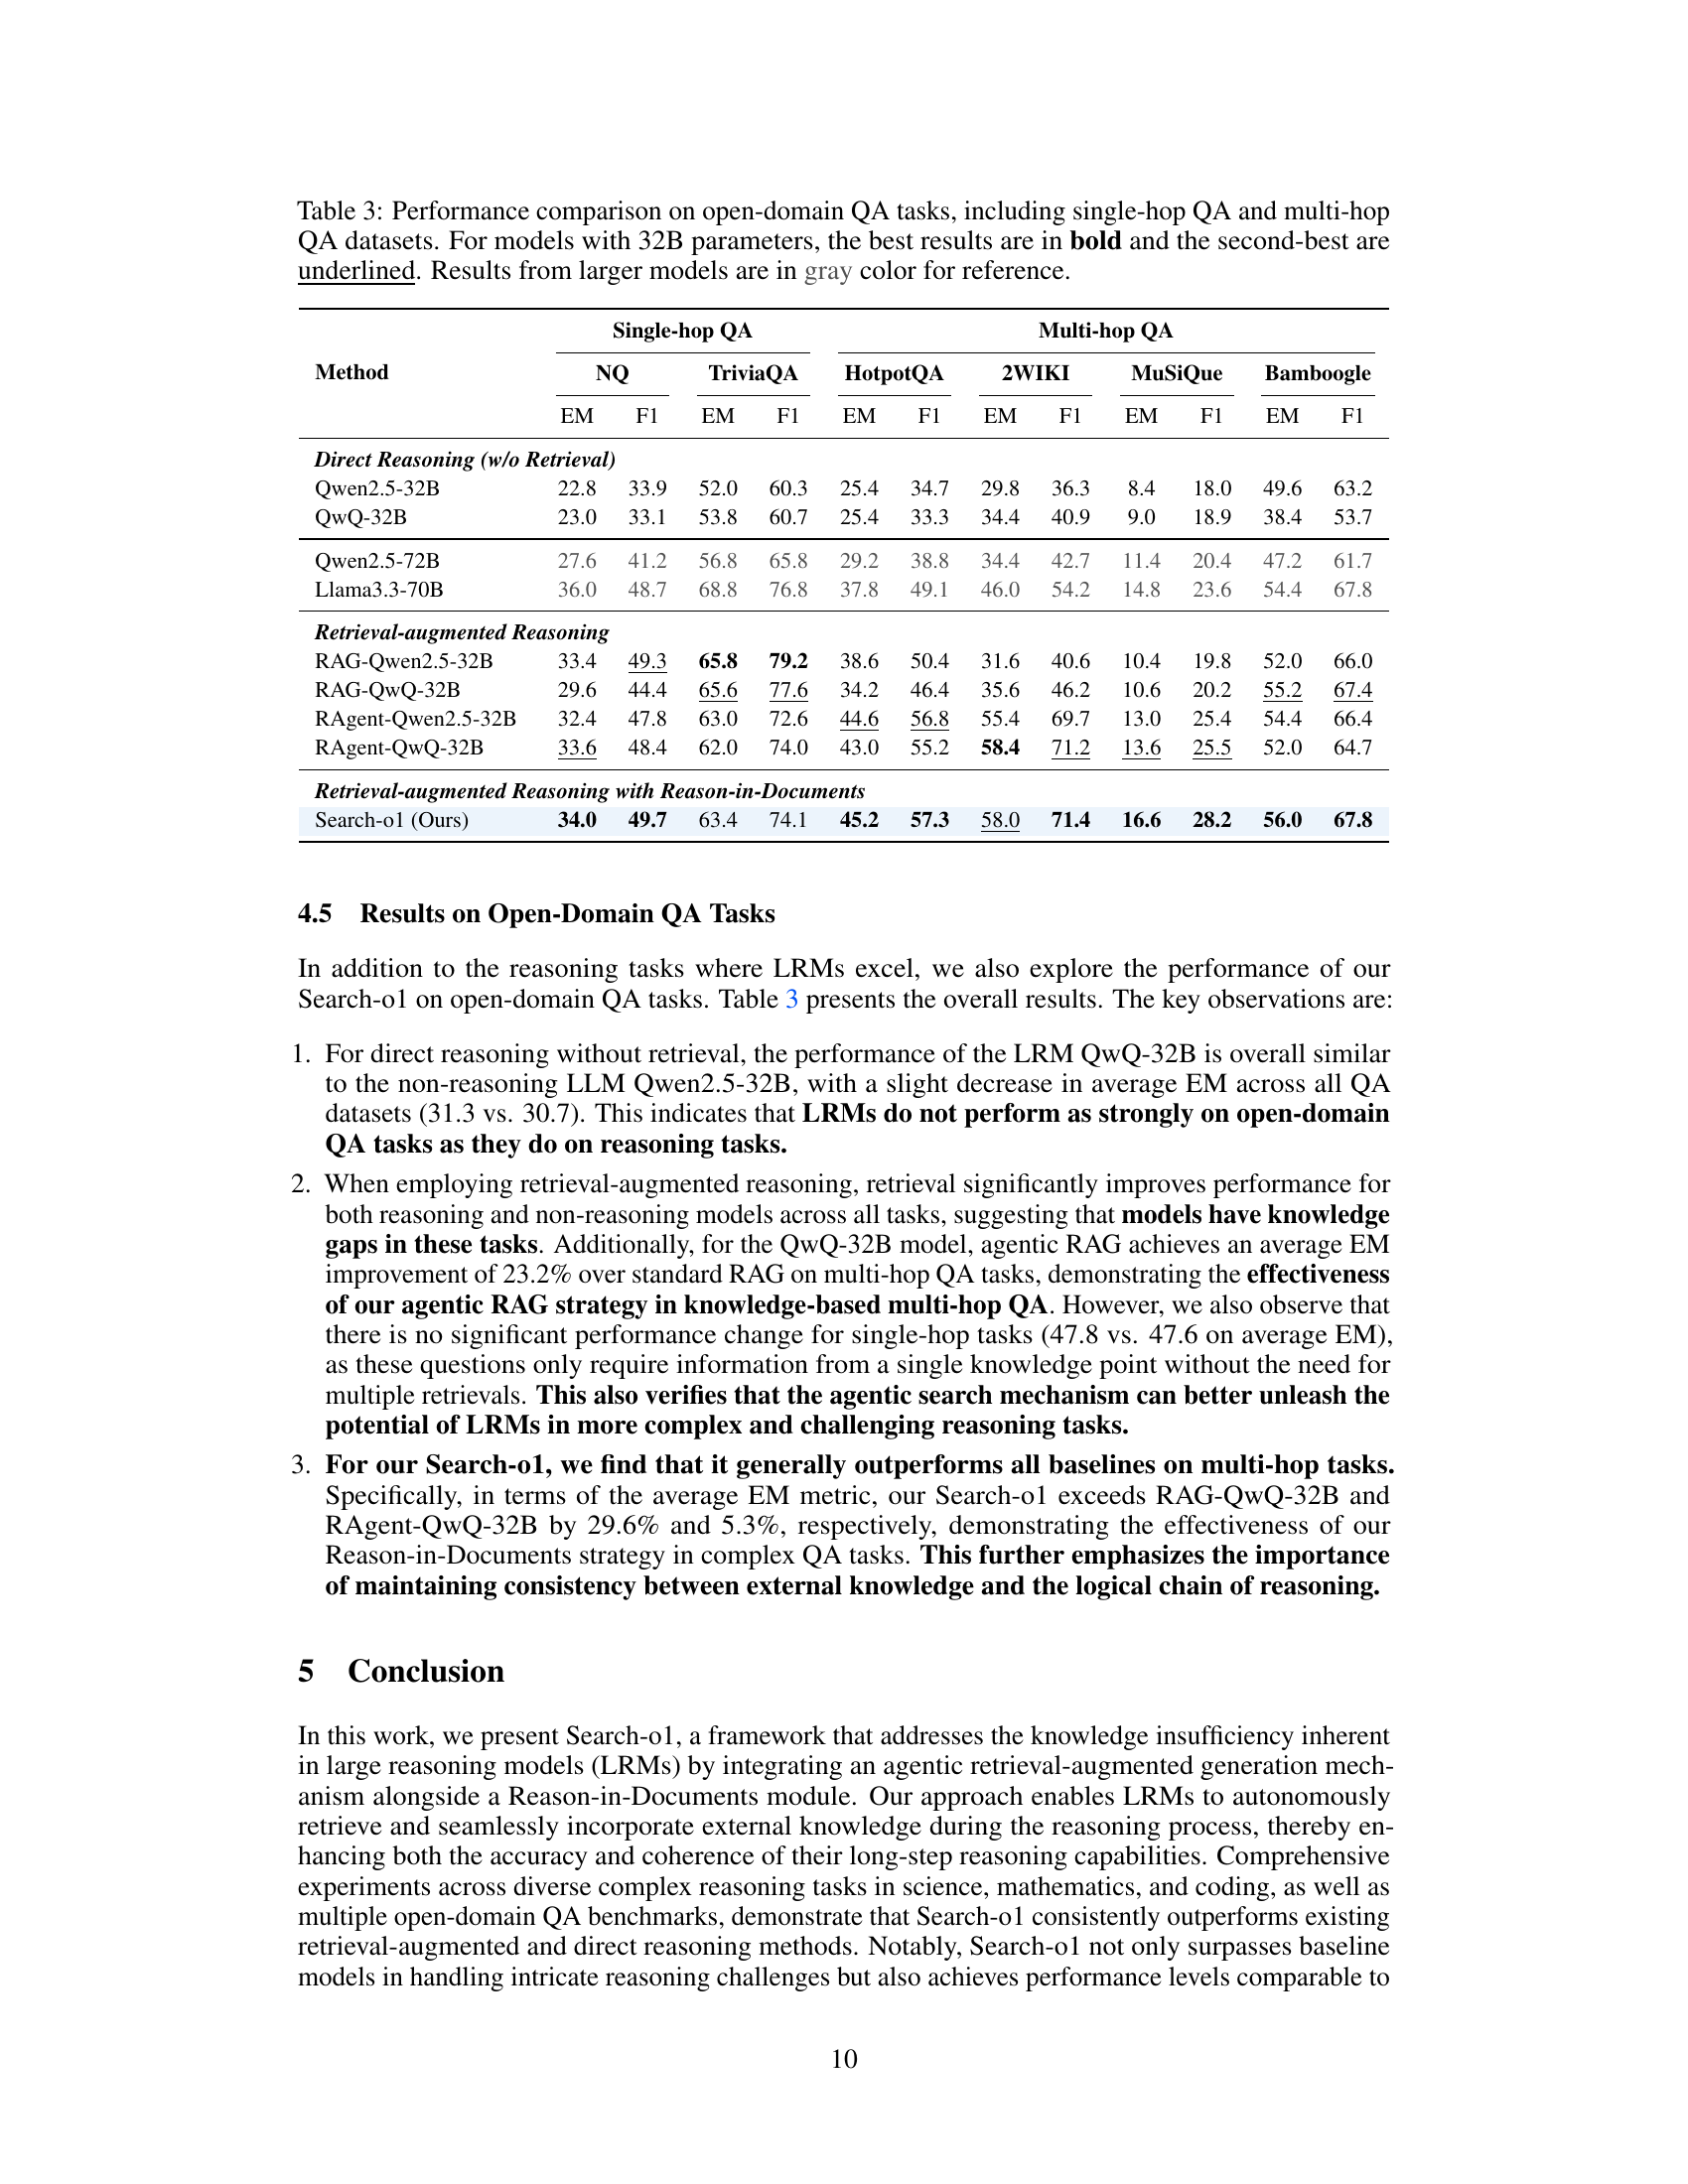 Table 3: Performance comparison on open-domain QA tasks, including single-hop QA and multi-hop
QA datasets. For models with 32B parameters, the best results are in bold and the second-best are
underlined. Results from larger models are in gray color for reference.
Single-hop QA Multi-hop QA
Method NQ TriviaQA HotpotQA 2WIKI MuSiQue Bamboogle
EM F1 EM F1 EM F1 EM F1 EM F1 EM F1
Direct Reasoning (w/o Retrieval)
Qwen2.5-32B 22.8 33.9 52.0 60.3 25.4 34.7 29.8 36.3 8.4 18.0 49.6 63.2
QwQ-32B 23.0 33.1 53.8 60.7 25.4 33.3 34.4 40.9 9.0 18.9 38.4 53.7
Qwen2.5-72B 27.6 41.2 56.8 65.8 29.2 38.8 34.4 42.7 11.4 20.4 47.2 61.7
Llama3.3-70B 36.0 48.7 68.8 76.8 37.8 49.1 46.0 54.2 14.8 23.6 54.4 67.8
Retrieval-augmented Reasoning
RAG-Qwen2.5-32B 33.4 49.3 65.8 79.2 38.6 50.4 31.6 40.6 10.4 19.8 52.0 66.0
RAG-QwQ-32B 29.6 44.4 65.6 77.6 34.2 46.4 35.6 46.2 10.6 20.2 55.2 67.4
RAgent-Qwen2.5-32B 32.4 47.8 63.0 72.6 44.6 56.8 55.4 69.7 13.0 25.4 54.4 66.4
RAgent-QwQ-32B 33.6 48.4 62.0 74.0 43.0 55.2 58.4 71.2 13.6 25.5 52.0 64.7
Retrieval-augmented Reasoning with Reason-in-Documents
Search-o1 (Ours) 34.0 49.7 63.4 74.1 45.2 57.3 58.0 71.4 16.6 28.2 56.0 67.8
4.5 Results on Open-Domain QA Tasks
In addition to the reasoning tasks where LRMs excel, we also explore the performance of our
Search-o1 on open-domain QA tasks. Table 3 presents the overall results. The key observations are:
1. For direct reasoning without retrieval, the performance of the LRM QwQ-32B is overall similar
to the non-reasoning LLM Qwen2.5-32B, with a slight decrease in average EM across all QA
datasets (31.3 vs. 30.7). This indicates that LRMs do not perform as strongly on open-domain
QA tasks as they do on reasoning tasks.
2. When employing retrieval-augmented reasoning, retrieval significantly improves performance for
both reasoning and non-reasoning models across all tasks, suggesting that models have knowledge
gaps in these tasks. Additionally, for the QwQ-32B model, agentic RAG achieves an average EM
improvement of 23.2% over standard RAG on multi-hop QA tasks, demonstrating the effectiveness
of our agentic RAG strategy in knowledge-based multi-hop QA. However, we also observe that
there is no significant performance change for single-hop tasks (47.8 vs. 47.6 on average EM),
as these questions only require information from a single knowledge point without the need for
multiple retrievals. This also verifies that the agentic search mechanism can better unleash the
potential of LRMs in more complex and challenging reasoning tasks.
3. For our Search-o1, we find that it generally outperforms all baselines on multi-hop tasks.
Specifically, in terms of the average EM metric, our Search-o1 exceeds RAG-QwQ-32B and
RAgent-QwQ-32B by 29.6% and 5.3%, respectively, demonstrating the effectiveness of our
Reason-in-Documents strategy in complex QA tasks. This further emphasizes the importance
of maintaining consistency between external knowledge and the logical chain of reasoning.
5 Conclusion
In this work, we present Search-o1, a framework that addresses the knowledge insufficiency inherent
in large reasoning models (LRMs) by integrating an agentic retrieval-augmented generation mech-
anism alongside a Reason-in-Documents module. Our approach enables LRMs to autonomously
retrieve and seamlessly incorporate external knowledge during the reasoning process, thereby en-
hancing both the accuracy and coherence of their long-step reasoning capabilities. Comprehensive
experiments across diverse complex reasoning tasks in science, mathematics, and coding, as well as
multiple open-domain QA benchmarks, demonstrate that Search-o1 consistently outperforms existing
retrieval-augmented and direct reasoning methods. Notably, Search-o1 not only surpasses baseline
models in handling intricate reasoning challenges but also achieves performance levels comparable to
10